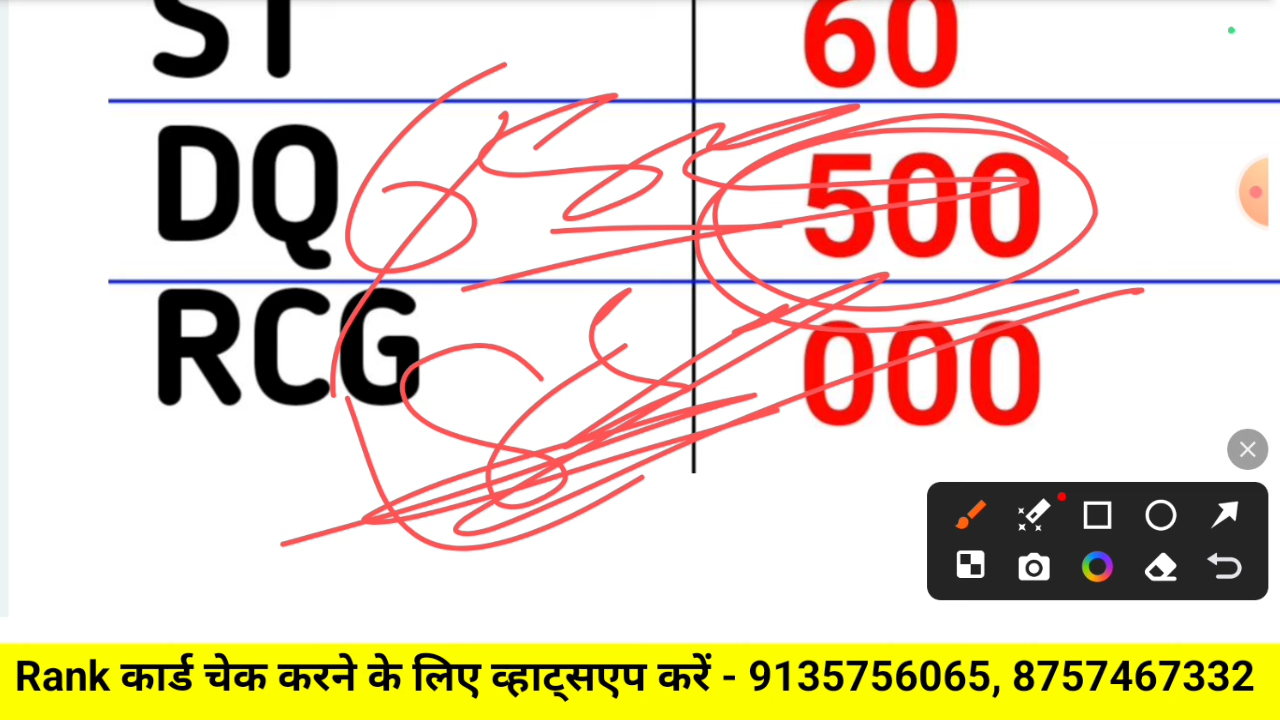 ST 60
DQ 500
RCG 000
Rank कार्ड चेक करने के लिए व्हाट्सएप करें - 9135756065, 8757467332